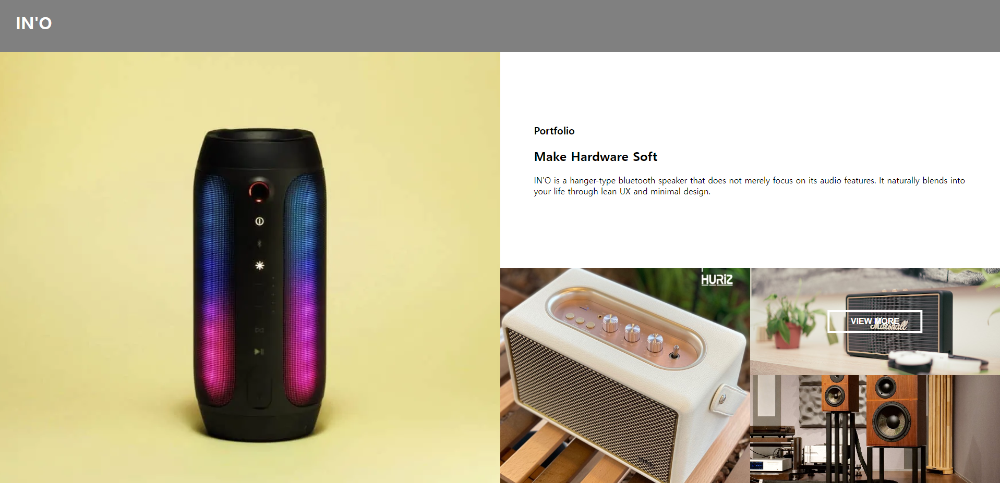 IN'O
Portfolio
Make Hardware Soft
IN'O is a hanger-type bluetooth speaker that does not merely focus on its audio features. It naturally blends into
your life through lean UX and minimal design.
HURIZ
VIEW MORE
Marshall